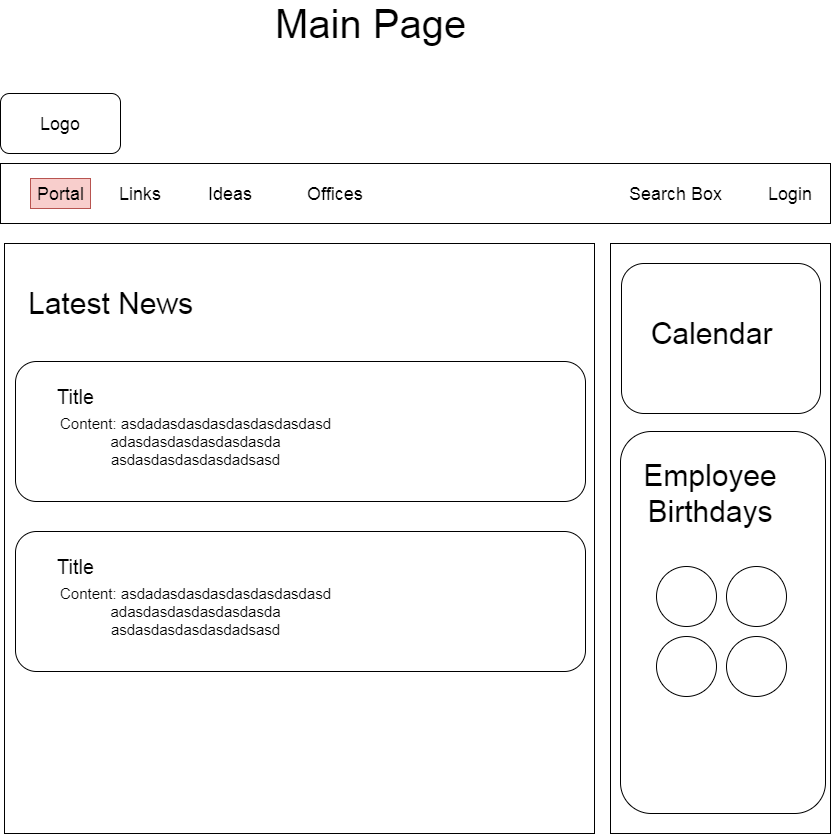 Main Page
Logo
Portal
Links
Ideas
Offices
Search Box
Login
Latest News
Title
Content: asdadasdasdasdasdasdasdasd
adasdasdasdasdasdasda
asdasdasdasdasdadsasd
Title
Content: asdadasdasdasdasdasdasdasd
adasdasdasdasdasdasda
asdasdasdasdasdadsasd
Calendar
Employee
Birthdays